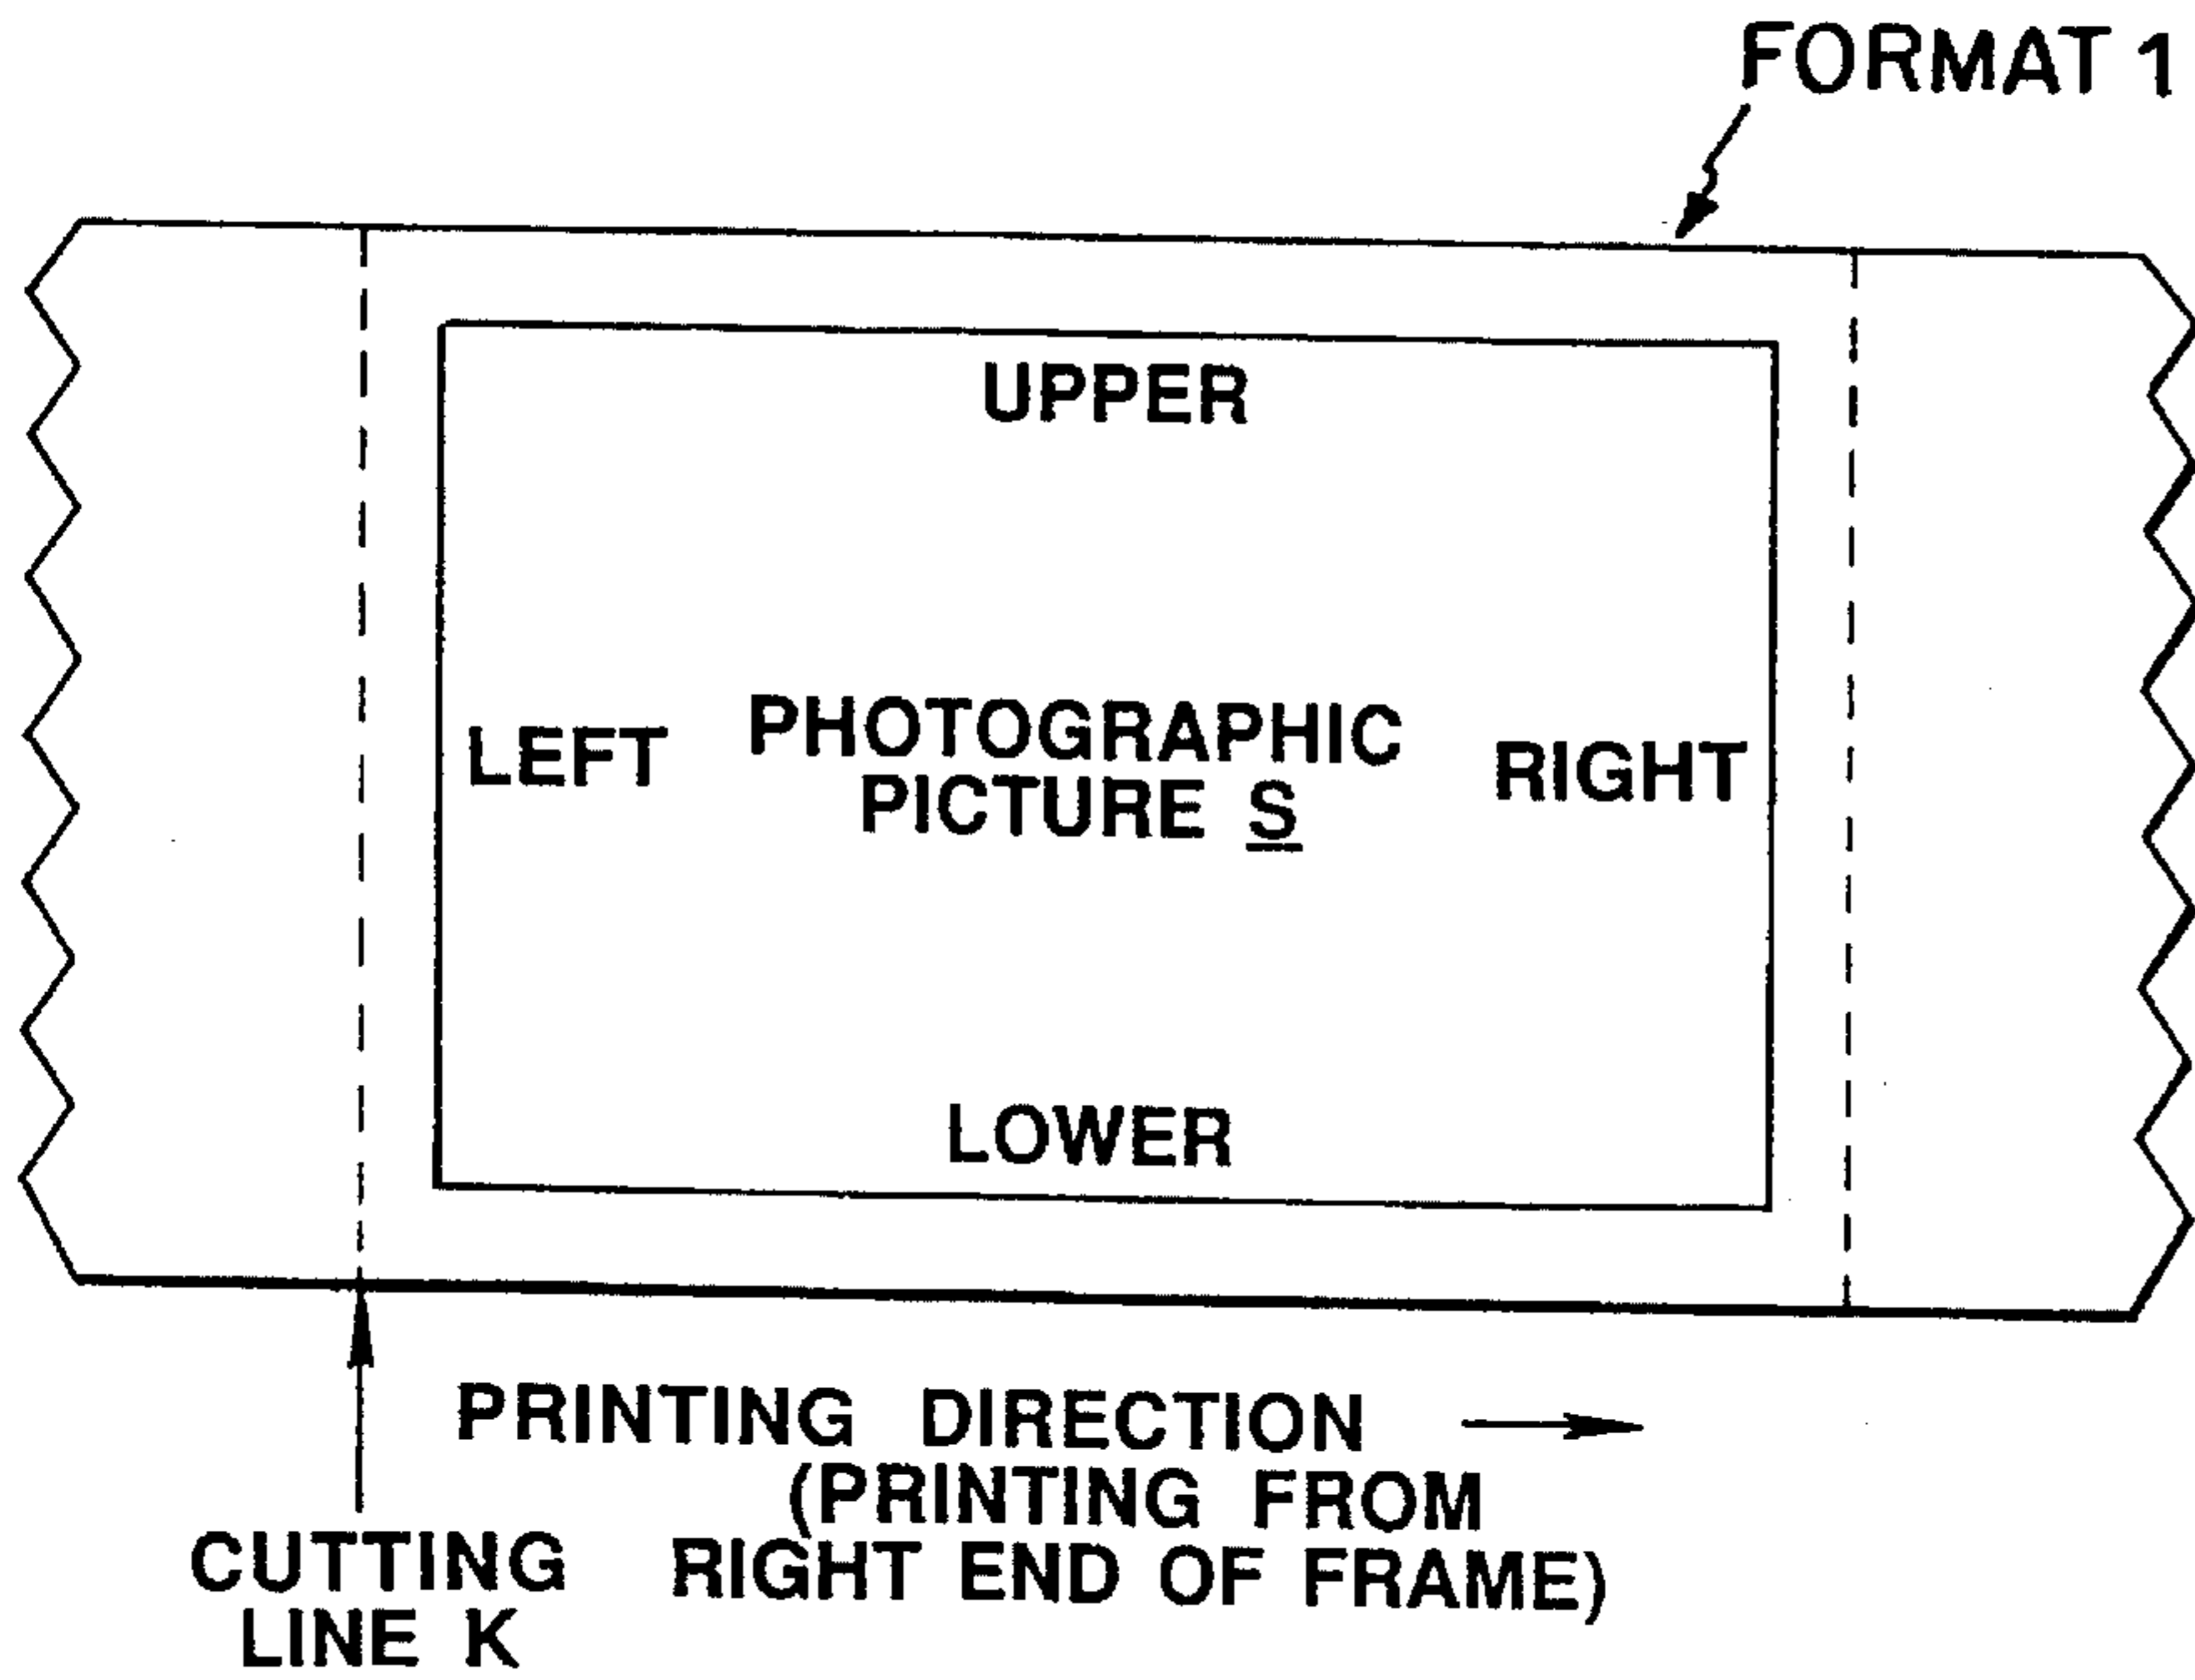 FORMAT 1
UPPER
LEFT
PHOTOGRAPHIC
PICTURE S
RIGHT
LOWER
PRINTING DIRECTION
(PRINTING FROM
RIGHT END OF FRAME)
CUTTING
LINE K